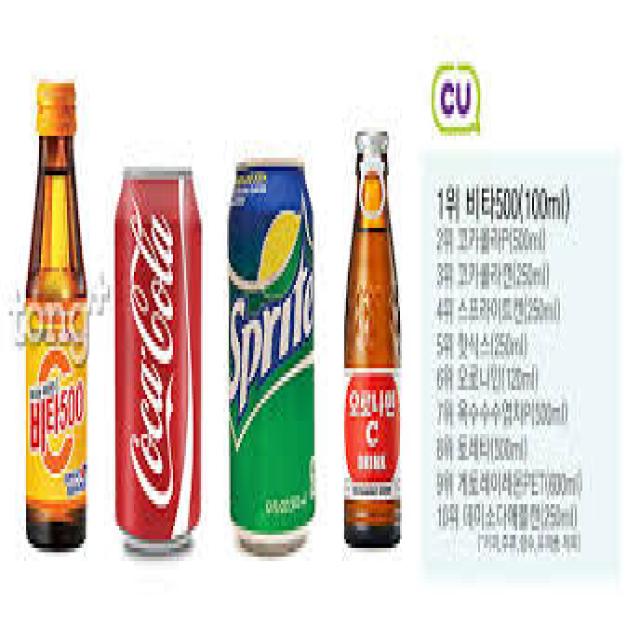 CU
tong
비타500
Coca-Cola
Sprite
오로나민
C
DRINK
1위 비타500(100ml)
2위 코카콜라P(500ml)
3위 코카콜라캔(250ml)
4위 스프라이트캔(250ml)
5위 핫식스(250ml)
6위 오로나민(120ml)
7위 옥수수수염차P(500ml)
8위 토레타(500ml)
9위 게토레이레몬PET(600ml)
10위 데미소다애플캔(250ml)